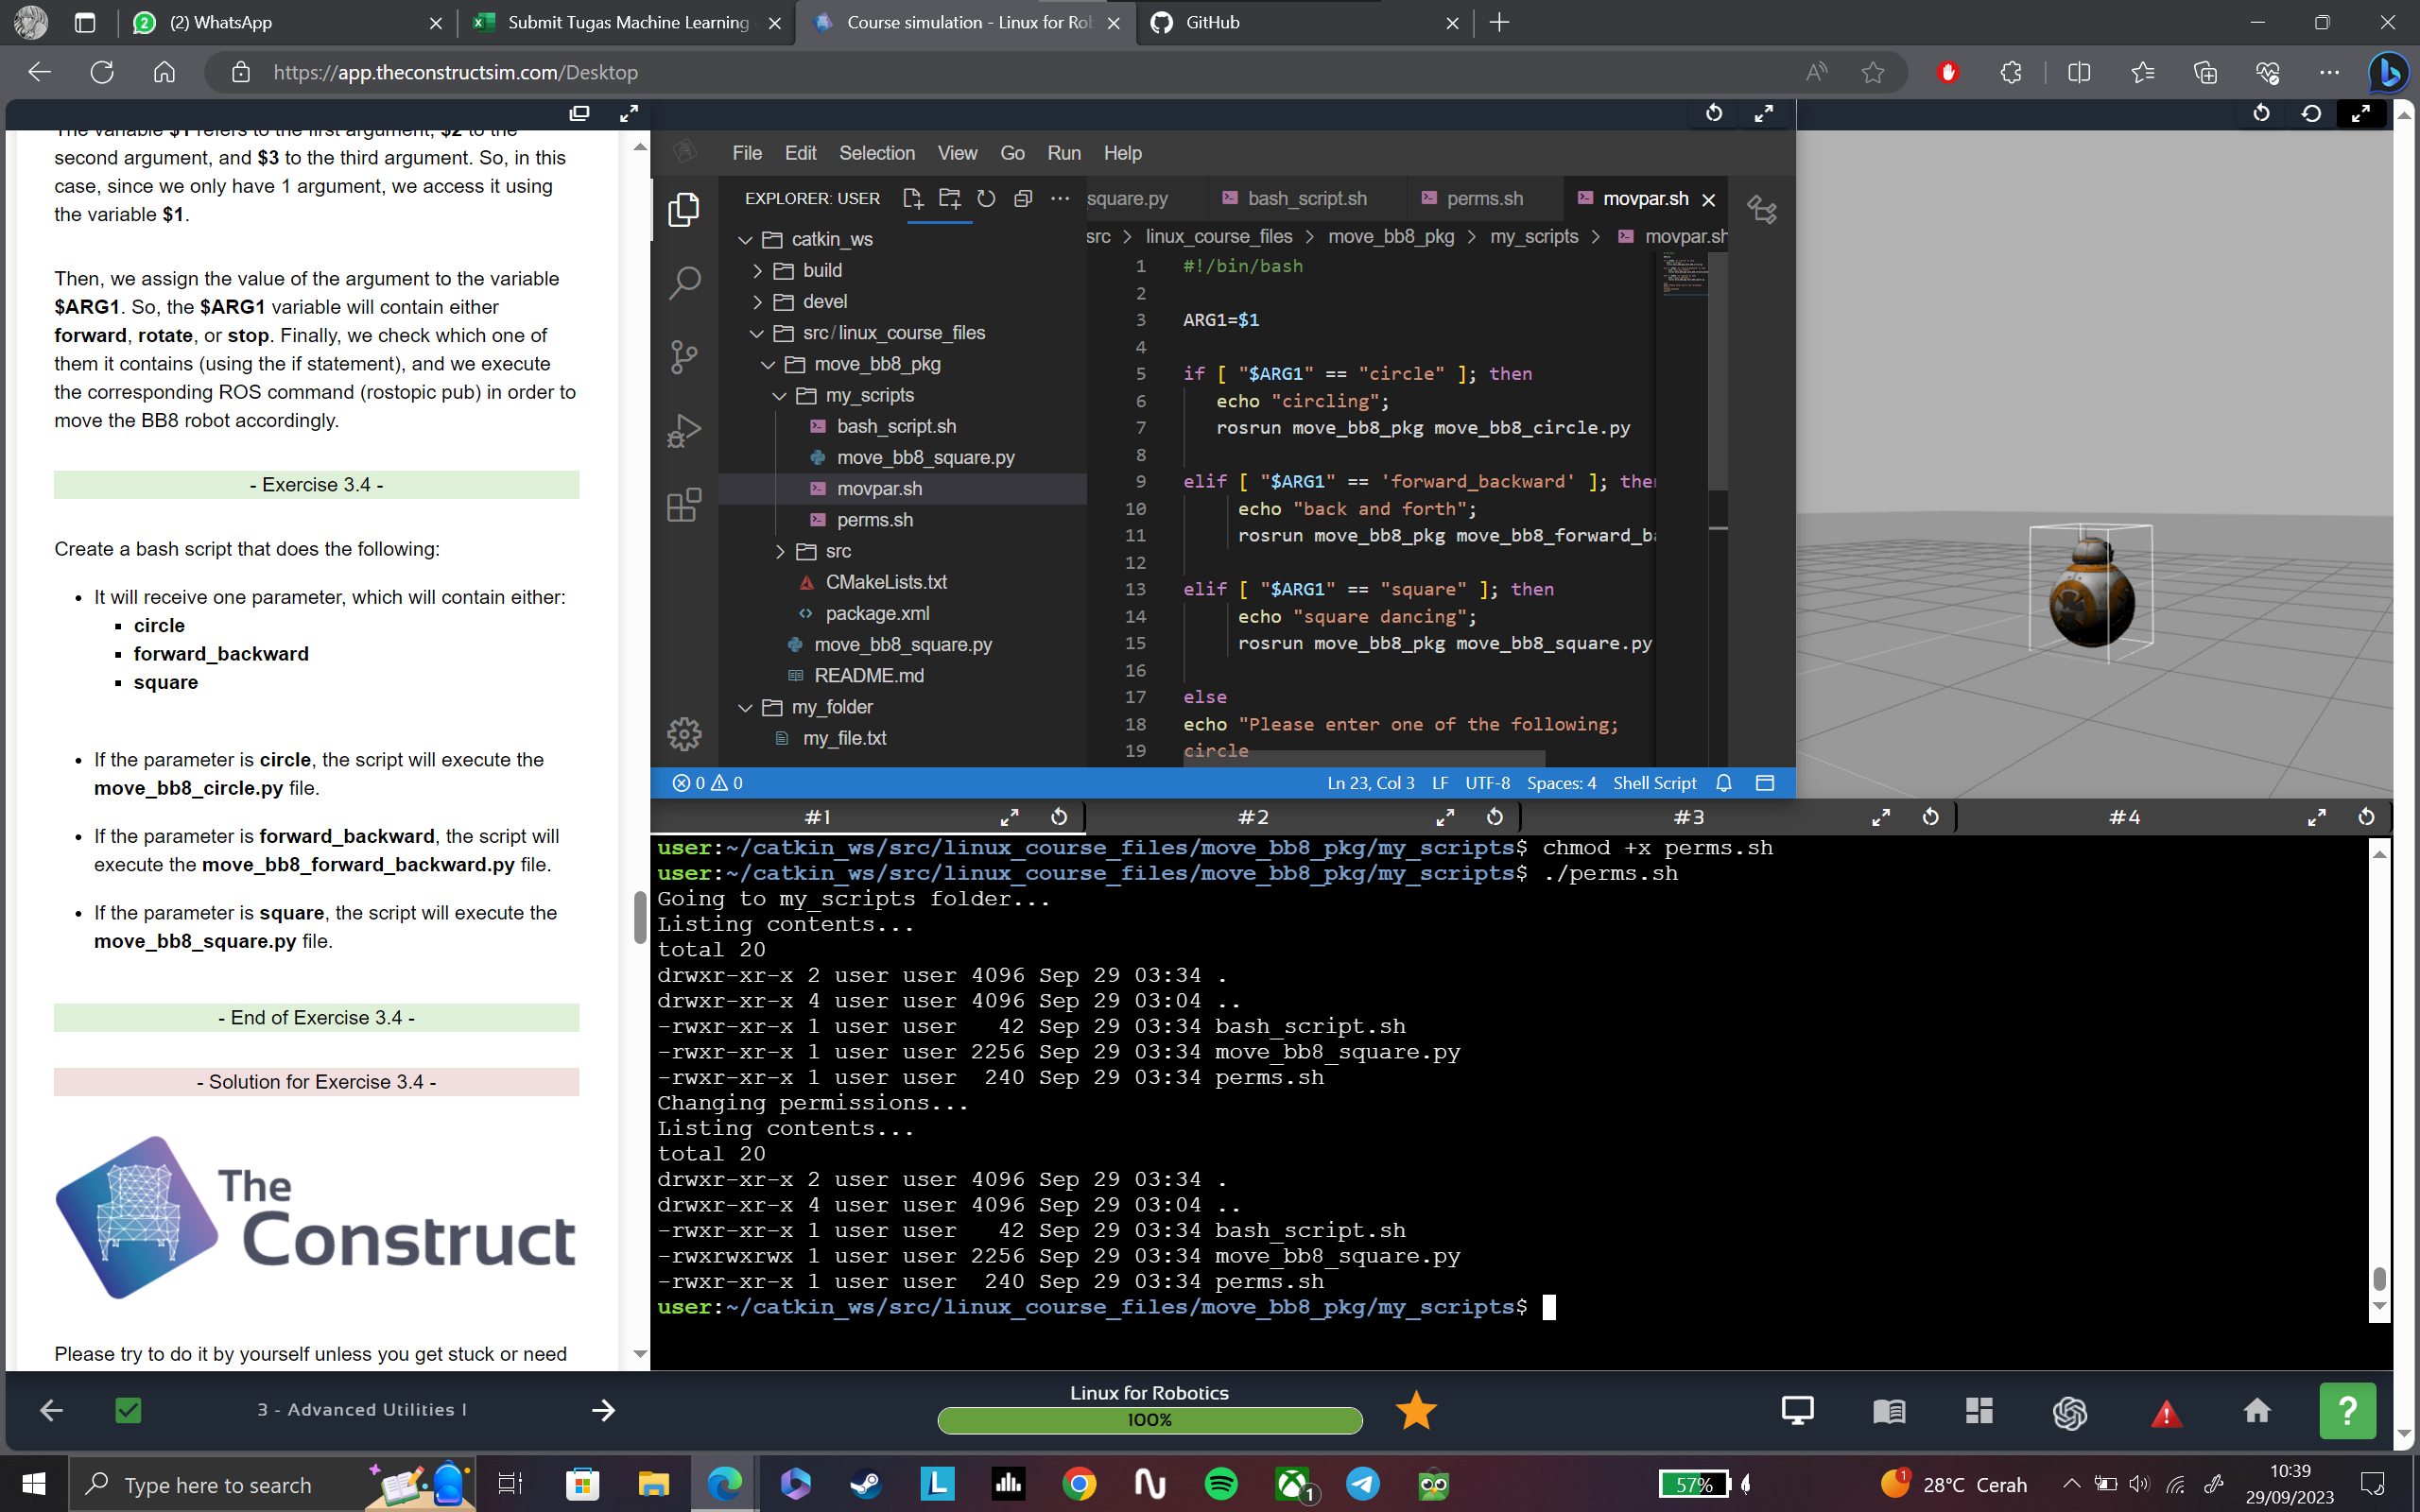 (2) WhatsApp
Submit Tugas Machine Learning
Course simulation - Linux for Rob
GitHub
https://app.theconstructsim.com/Desktop
second argument, and $3 to the third argument. So, in this
case, since we only have 1 argument, we access it using
the variable $1.
Then, we assign the value of the argument to the variable
$ARG1. So, the $ARG1 variable will contain either
forward, rotate, or stop. Finally, we check which one of
them it contains (using the if statement), and we execute
the corresponding ROS command (rostopic pub) in order to
move the BB8 robot accordingly.
- Exercise 3.4 -
Create a bash script that does the following:
It will receive one parameter, which will contain either:
circle
forward_backward
square
If the parameter is circle, the script will execute the
move_bb8_circle.py file.
If the parameter is forward_backward, the script will
execute the move_bb8_forward_backward.py file.
If the parameter is square, the script will execute the
move_bb8_square.py file.
- End of Exercise 3.4 -
- Solution for Exercise 3.4 -
The
Construct
Please try to do it by yourself unless you get stuck or need
File Edit Selection View Go Run Help
EXPLORER: USER
catkin_ws
build
devel
src/linux_course_files
move_bb8_pkg
my_scripts
bash_script.sh
move_bb8_square.py
movpar.sh
perms.sh
src
CMakeLists.txt
package.xml
move_bb8_square.py
README.md
my_folder
my_file.txt
square.py bash_script.sh perms.sh movpar.sh
src > linux_course_files > move_bb8_pkg > my_scripts > movpar.sh
1 #!/bin/bash
2
3 ARG1=$1
4
5 if [ "$ARG1" == "circle" ]; then
6 echo "circling";
7 rosrun move_bb8_pkg move_bb8_circle.py
8
9 elif [ "$ARG1" == 'forward_backward' ]; then
10 echo "back and forth";
11 rosrun move_bb8_pkg move_bb8_forward_ba
12
13 elif [ "$ARG1" == "square" ]; then
14 echo "square dancing";
15 rosrun move_bb8_pkg move_bb8_square.py
16
17 else
18 echo "Please enter one of the following;
19 circle
0 0 Ln 23, Col 3 LF UTF-8 Spaces: 4 Shell Script
#1 #2 #3 #4
user:~/catkin_ws/src/linux_course_files/move_bb8_pkg/my_scripts$ chmod +x perms.sh
user:~/catkin_ws/src/linux_course_files/move_bb8_pkg/my_scripts$ ./perms.sh
Going to my_scripts folder...
Listing contents...
total 20
drwxr-xr-x 2 user user 4096 Sep 29 03:34 .
drwxr-xr-x 4 user user 4096 Sep 29 03:04 ..
-rwxr-xr-x 1 user user 42 Sep 29 03:34 bash_script.sh
-rwxr-xr-x 1 user user 2256 Sep 29 03:34 move_bb8_square.py
-rwxr-xr-x 1 user user 240 Sep 29 03:34 perms.sh
Changing permissions...
Listing contents...
total 20
drwxr-xr-x 2 user user 4096 Sep 29 03:34 .
drwxr-xr-x 4 user user 4096 Sep 29 03:04 ..
-rwxr-xr-x 1 user user 42 Sep 29 03:34 bash_script.sh
-rwxrwxrwx 1 user user 2256 Sep 29 03:34 move_bb8_square.py
-rwxr-xr-x 1 user user 240 Sep 29 03:34 perms.sh
user:~/catkin_ws/src/linux_course_files/move_bb8_pkg/my_scripts$
3 - Advanced Utilities I
Linux for Robotics
100%
?
Type here to search
57%
28°C Cerah
10:39
29/09/2023